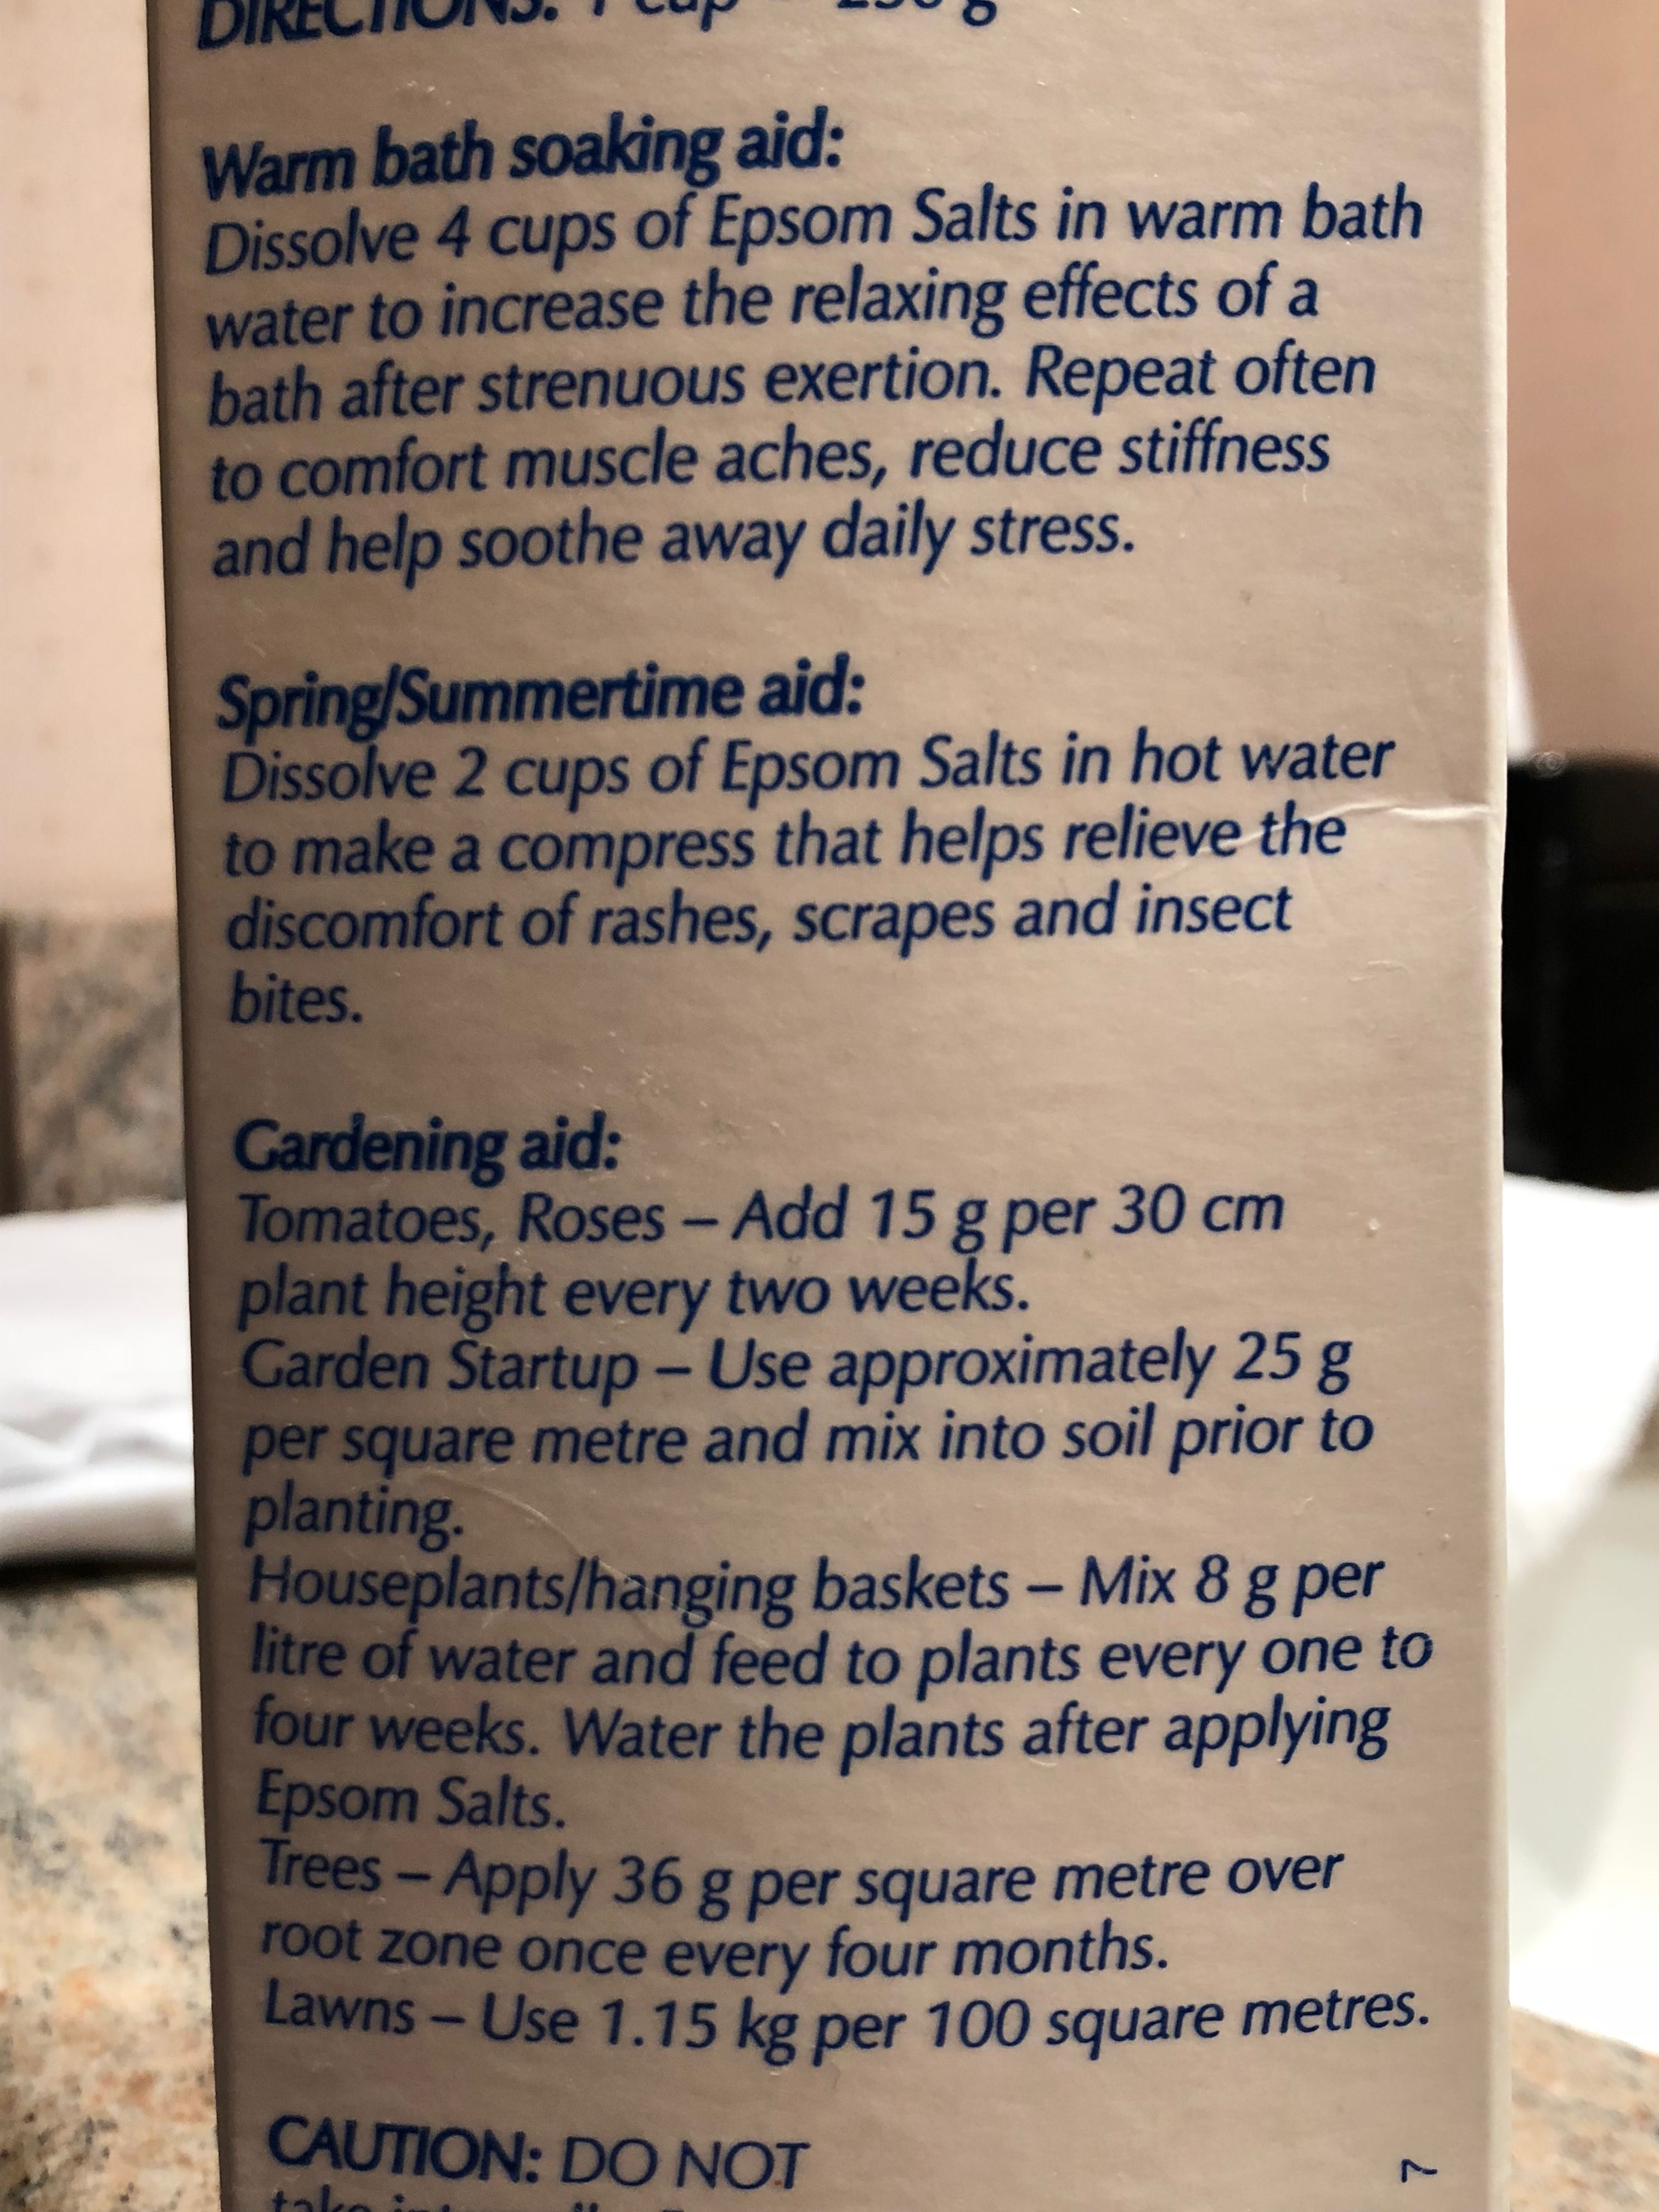 DIRECTIONS: 1 cup = 250 g
Warm bath soaking aid:
Dissolve 4 cups of Epsom Salts in warm bath
water to increase the relaxing effects of a
bath after strenuous exertion. Repeat often
to comfort muscle aches, reduce stiffness
and help soothe away daily stress.
Spring/Summertime aid:
Dissolve 2 cups of Epsom Salts in hot water
to make a compress that helps relieve the
discomfort of rashes, scrapes and insect
bites.
Gardening aid:
Tomatoes, Roses – Add 15 g per 30 cm
plant height every two weeks.
Garden Startup – Use approximately 25 g
per square metre and mix into soil prior to
planting.
Houseplants/hanging baskets – Mix 8 g per
litre of water and feed to plants every one to
four weeks. Water the plants after applying
Epsom Salts.
Trees – Apply 36 g per square metre over
root zone once every four months.
Lawns – Use 1.15 kg per 100 square metres.
CAUTION: DO NOT
take internally.